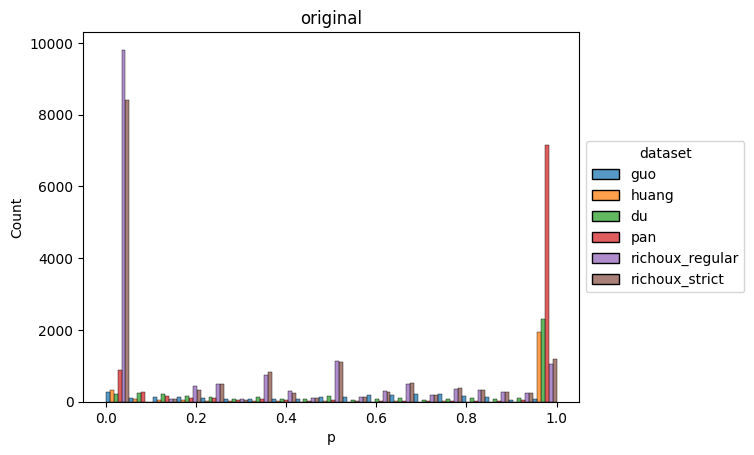 original
10000
8000
6000
4000
2000
0
Count
0.0 0.2 0.4 0.6 0.8 1.0
p
dataset
guo
huang
du
pan
richoux_regular
richoux_strict